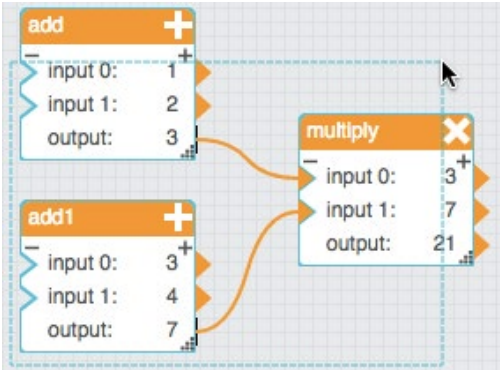 add
input 0: 1
input 1: 2
output: 3
multiply
input 0: 3
input 1: 7
output: 21
add1
input 0: 3
input 1: 4
output: 7